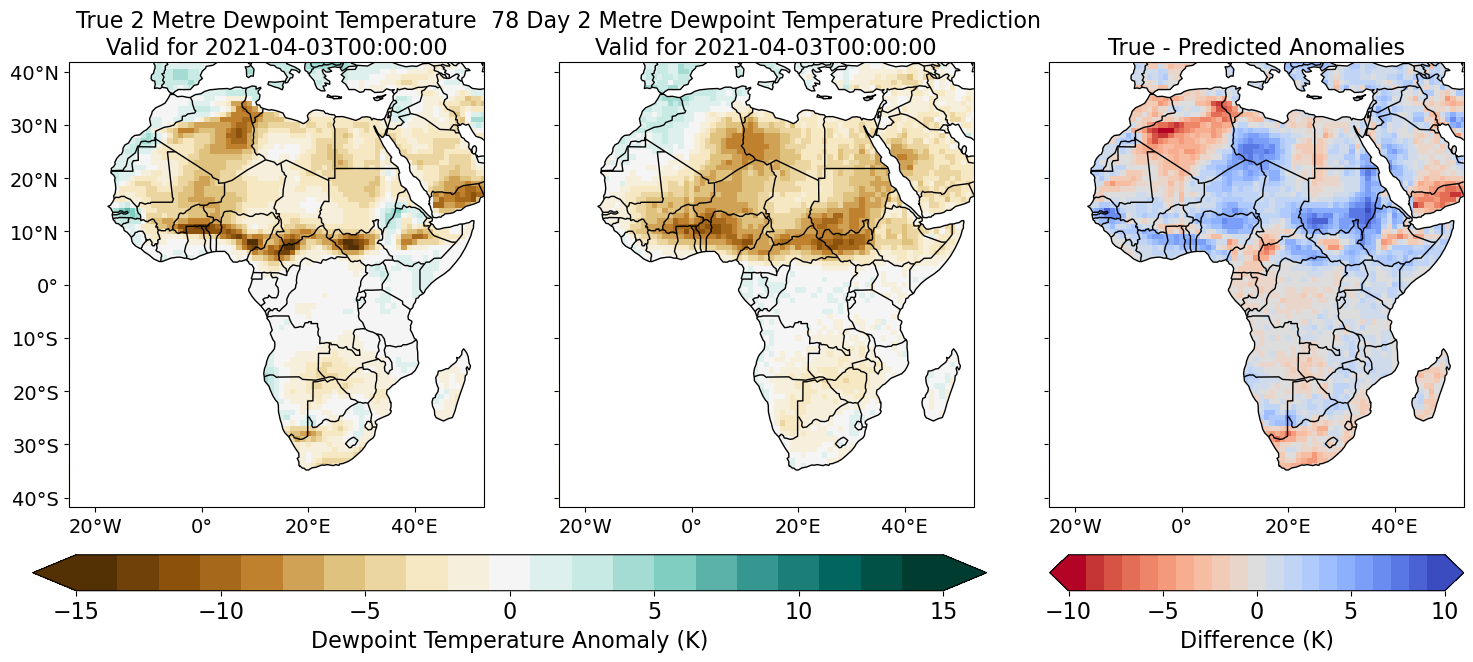 True 2 Metre Dewpoint Temperature
Valid for 2021-04-03T00:00:00
78 Day 2 Metre Dewpoint Temperature Prediction
Valid for 2021-04-03T00:00:00
True - Predicted Anomalies
40°N
30°N
20°N
10°N
0°
10°S
20°S
30°S
40°S
20°W 0° 20°E 40°E
20°W 0° 20°E 40°E
20°W 0° 20°E 40°E
−15 −10 −5 0 5 10 15
Dewpoint Temperature Anomaly (K)
−10 −5 0 5 10
Difference (K)